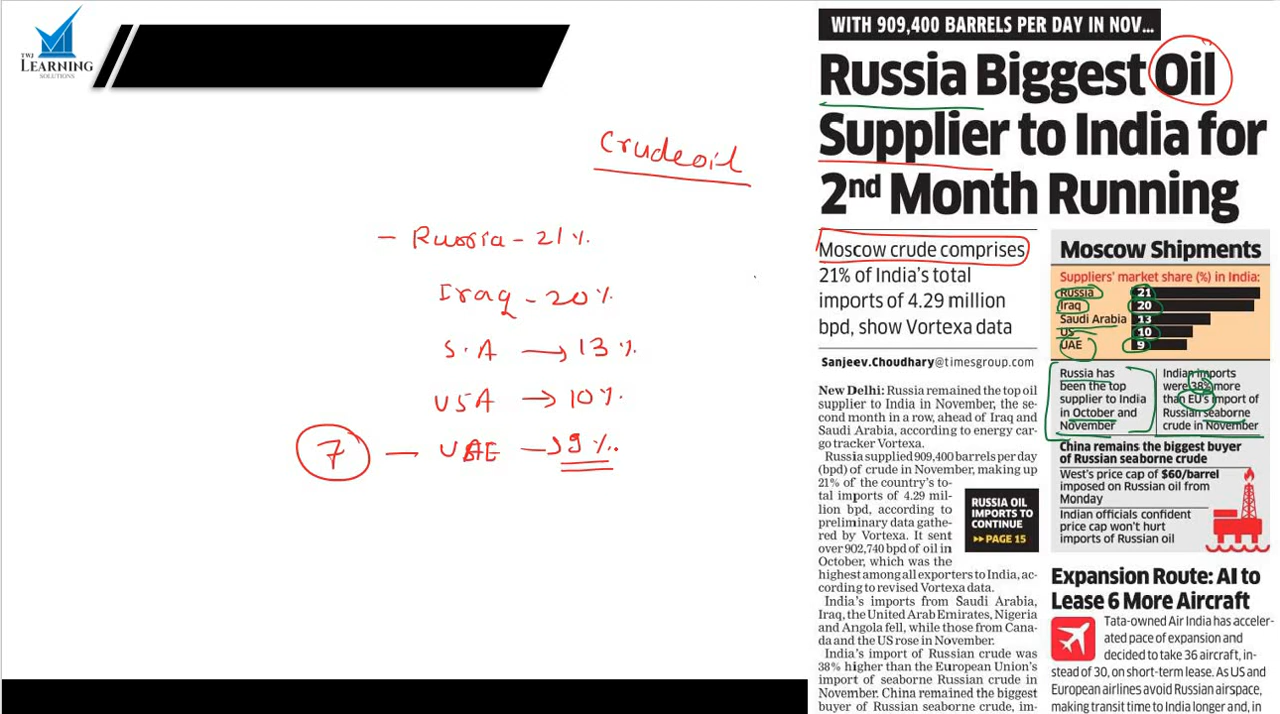 TWJ
LEARNING
SOLUTIONS
Crudeoil
- Russia - 21%.
Iraq - 20%
S.A → 13%
USA → 10%.
7 - UAE → 9%.
WITH 909,400 BARRELS PER DAY IN NOV...
Russia Biggest Oil
Supplier to India for
2nd Month Running
Moscow crude comprises
21% of India's total
imports of 4.29 million
bpd, show Vortexa data
Sanjeev.Choudhary@timesgroup.com
New Delhi: Russia remained the top oil
supplier to India in November, the se-
cond month in a row, ahead of Iraq and
Saudi Arabia, according to energy car-
go tracker Vortexa.
Russia supplied 909,400 barrels per day
(bpd) of crude in November, making up
21% of the country's to-
tal imports of 4.29 mil-
lion bpd, according to
preliminary data gathe-
red by Vortexa. It sent
over 902,740 bpd of oil in
October, which was the
highest among all exporters to India, ac-
cording to revised Vortexa data.
India's imports from Saudi Arabia,
Iraq, the United Arab Emirates, Nigeria
and Angola fell, while those from Cana-
da and the US rose in November.
India's import of Russian crude was
38% higher than the European Union's
import of seaborne Russian crude in
November. China remained the biggest
buyer of Russian seaborne crude, im-
RUSSIA OIL
IMPORTS TO
CONTINUE
▸▸PAGE 15
Moscow Shipments
Suppliers' market share (%) in India:
Russia 21
Iraq 20
Saudi Arabia 13
US 10
UAE 9
Russia has
been the top
supplier to India
in October and
November
Indian imports
were 38% more
than EU's import of
Russian seaborne
crude in November
China remains the biggest buyer
of Russian seaborne crude
West's price cap of $60/barrel
imposed on Russian oil from
Monday
Indian officials confident
price cap won't hurt
imports of Russian oil
Expansion Route: AI to
Lease 6 More Aircraft
Tata-owned Air India has acceler-
ated pace of expansion and
decided to take 36 aircraft, in-
stead of 30, on short-term lease. As US and
European airlines avoid Russian airspace,
making transit time to India longer and, in